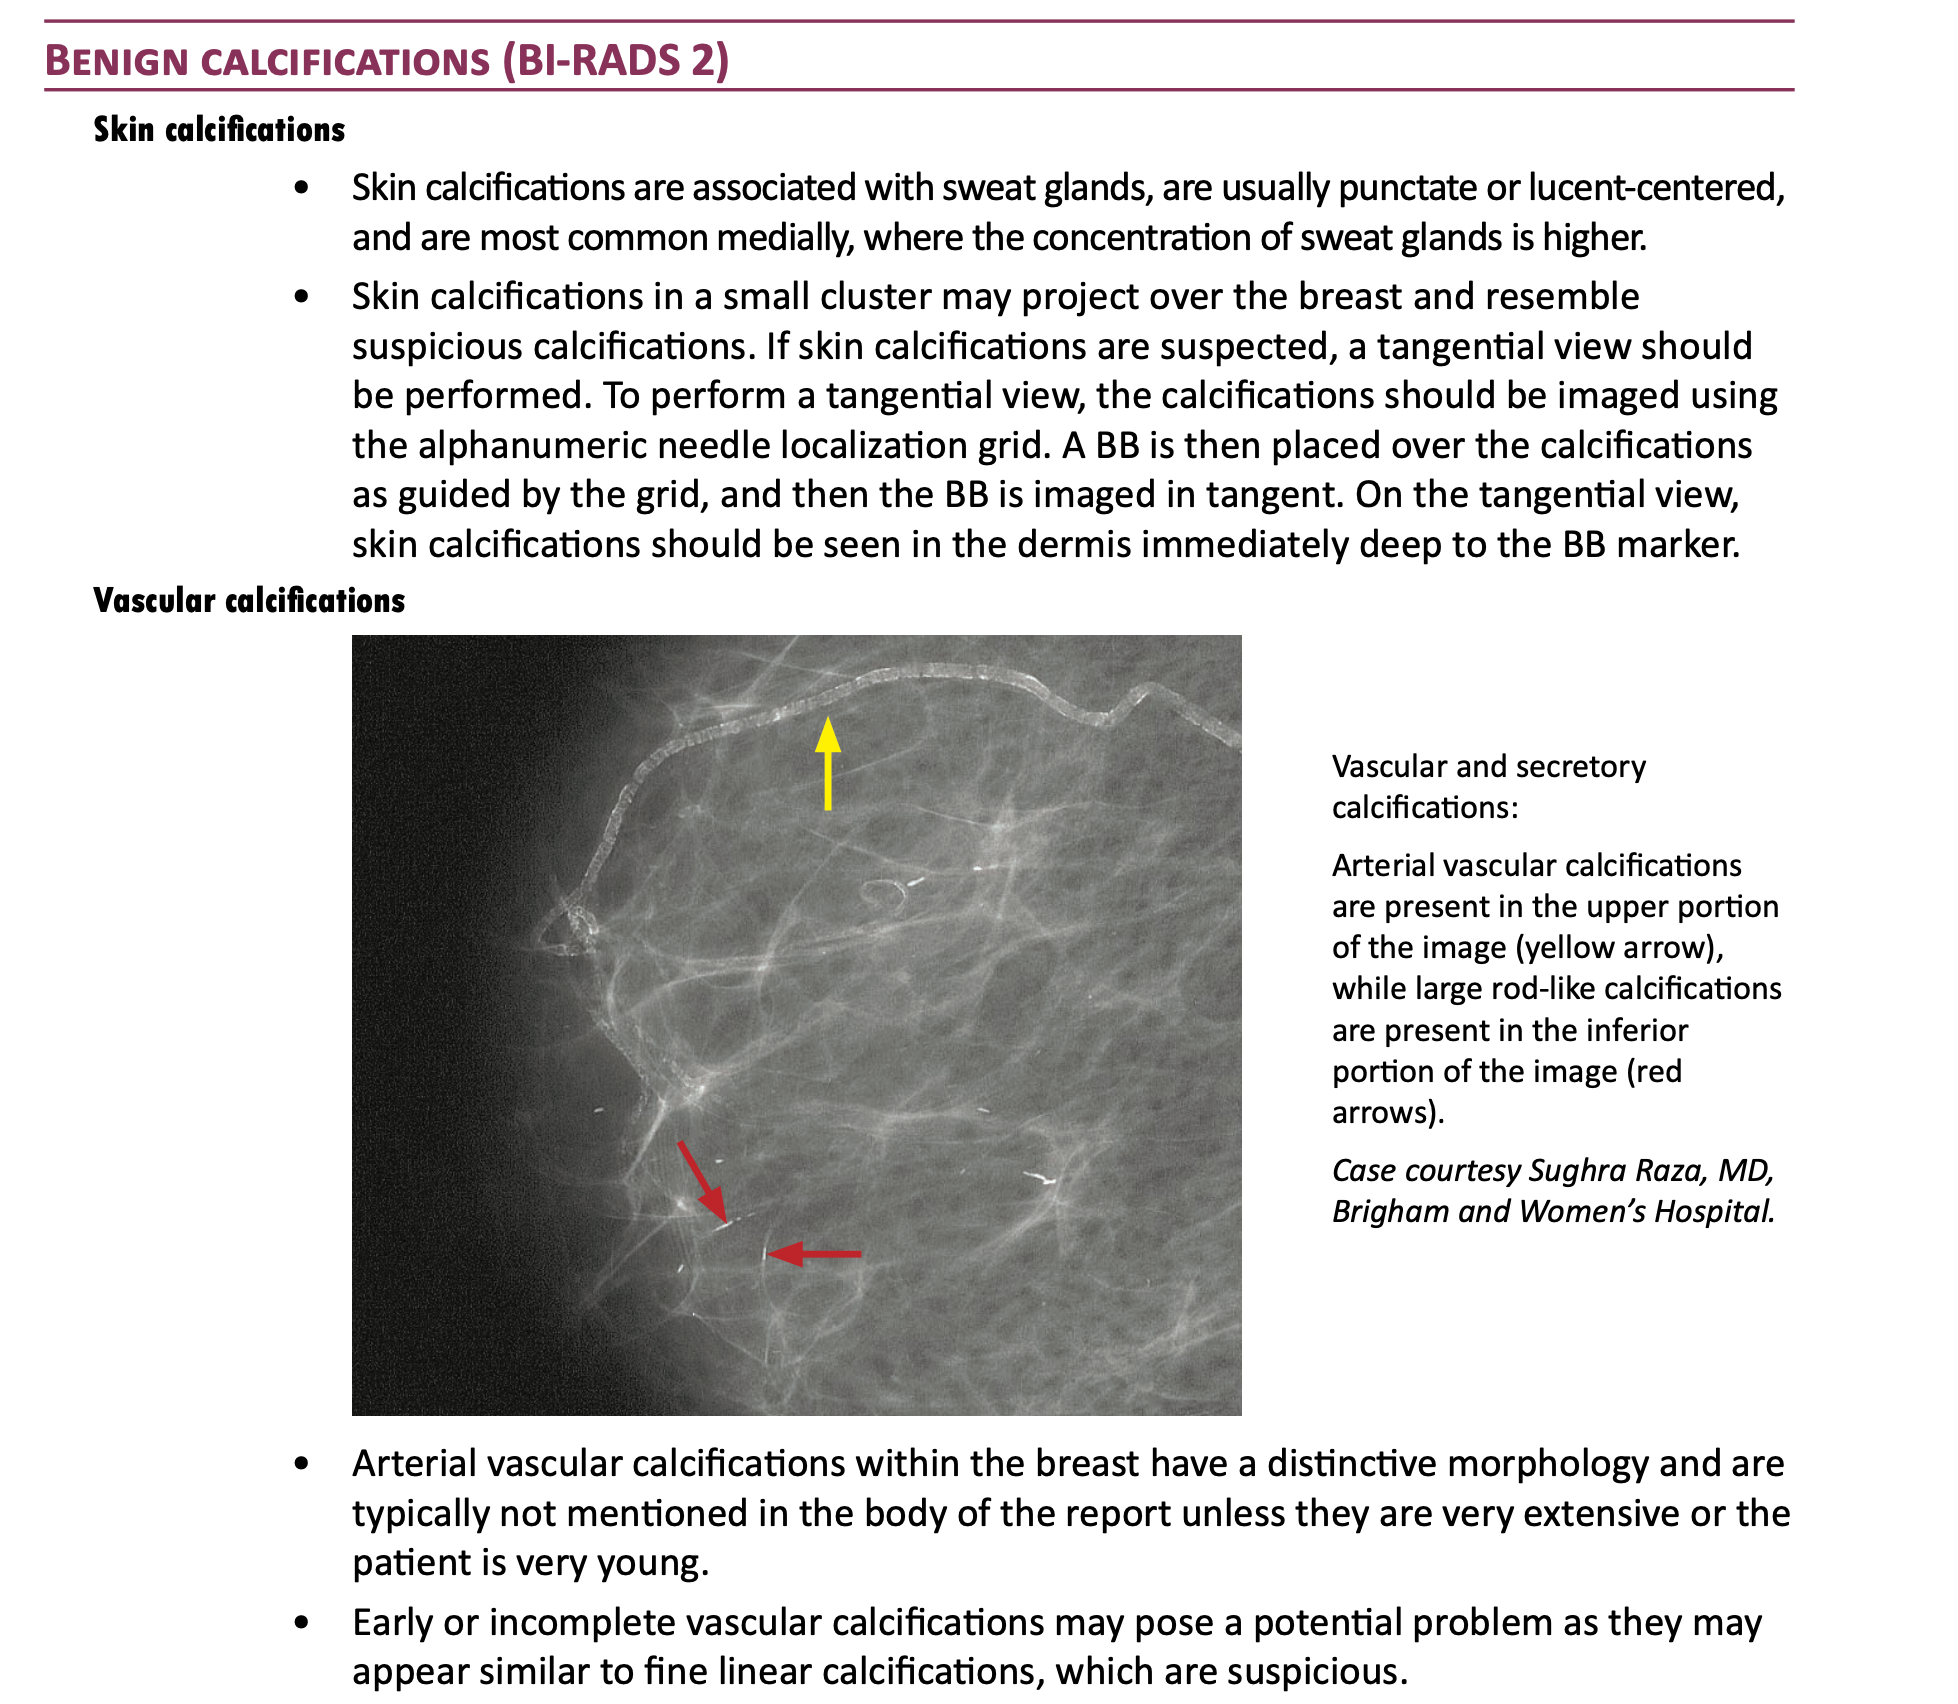 BENIGN CALCIFICATIONS (BI-RADS 2)
Skin calcifications
• Skin calcifications are associated with sweat glands, are usually punctate or lucent-centered,
and are most common medially, where the concentration of sweat glands is higher.
• Skin calcifications in a small cluster may project over the breast and resemble
suspicious calcifications. If skin calcifications are suspected, a tangential view should
be performed. To perform a tangential view, the calcifications should be imaged using
the alphanumeric needle localization grid. A BB is then placed over the calcifications
as guided by the grid, and then the BB is imaged in tangent. On the tangential view,
skin calcifications should be seen in the dermis immediately deep to the BB marker.
Vascular calcifications
Vascular and secretory
calcifications:
Arterial vascular calcifications
are present in the upper portion
of the image (yellow arrow),
while large rod-like calcifications
are present in the inferior
portion of the image (red
arrows).
Case courtesy Sughra Raza, MD,
Brigham and Women’s Hospital.
• Arterial vascular calcifications within the breast have a distinctive morphology and are
typically not mentioned in the body of the report unless they are very extensive or the
patient is very young.
• Early or incomplete vascular calcifications may pose a potential problem as they may
appear similar to fine linear calcifications, which are suspicious.